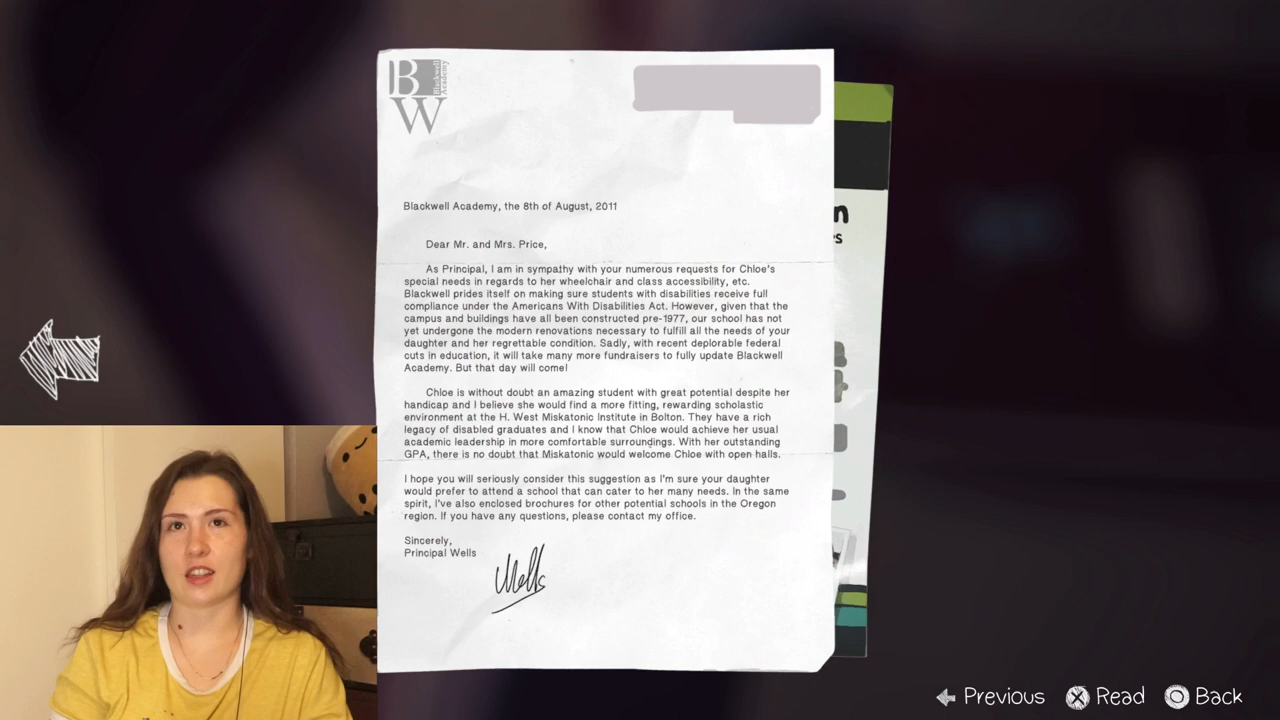 B
Blackwell
Academy
W
Blackwell Academy, the 8th of August, 2011
Dear Mr. and Mrs. Price,
As Principal, I am in sympathy with your numerous requests for Chloe's
special needs in regards to her wheelchair and class accessibility, etc.
Blackwell prides itself on making sure students with disabilities receive full
compliance under the Americans With Disabilities Act. However, given that the
campus and buildings have all been constructed pre-1977, our school has not
yet undergone the modern renovations necessary to fulfill all the needs of your
daughter and her regrettable condition. Sadly, with recent deplorable federal
cuts in education, it will take many more fundraisers to fully update Blackwell
Academy. But that day will come!
Chloe is without doubt an amazing student with great potential despite her
handicap and I believe she would find a more fitting, rewarding scholastic
environment at the H. West Miskatonic Institute in Bolton. They have a rich
legacy of disabled graduates and I know that Chloe would achieve her usual
academic leadership in more comfortable surroundings. With her outstanding
GPA, there is no doubt that Miskatonic would welcome Chloe with open halls.
I hope you will seriously consider this suggestion as I'm sure your daughter
would prefer to attend a school that can cater to her many needs. In the same
spirit, I've also enclosed brochures for other potential schools in the Oregon
region. If you have any questions, please contact my office.
Sincerely,
Principal Wells
Wells
Previous
Read
Back